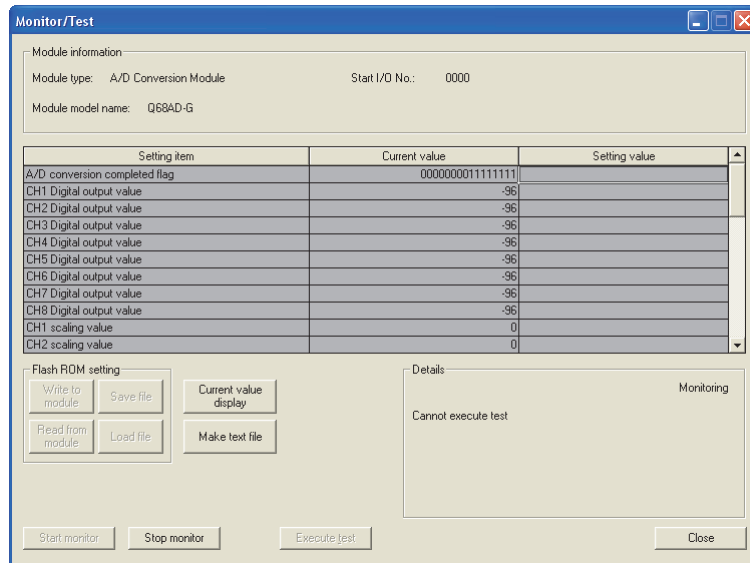 Monitor/Test
Module information
Module type: A/D Conversion Module Start I/O No.: 0000
Module model name: Q68AD-G
Setting item Current value Setting value
A/D conversion completed flag 0000000011111111
CH1 Digital output value -96
CH2 Digital output value -96
CH3 Digital output value -96
CH4 Digital output value -96
CH5 Digital output value -96
CH6 Digital output value -96
CH7 Digital output value -96
CH8 Digital output value -96
CH1 scaling value 0
CH2 scaling value 0
Flash ROM setting
Write to
module
Save file
Current value
display
Read from
module
Load file
Make text file
Details
Monitoring
Cannot execute test
Start monitor Stop monitor Execute test Close